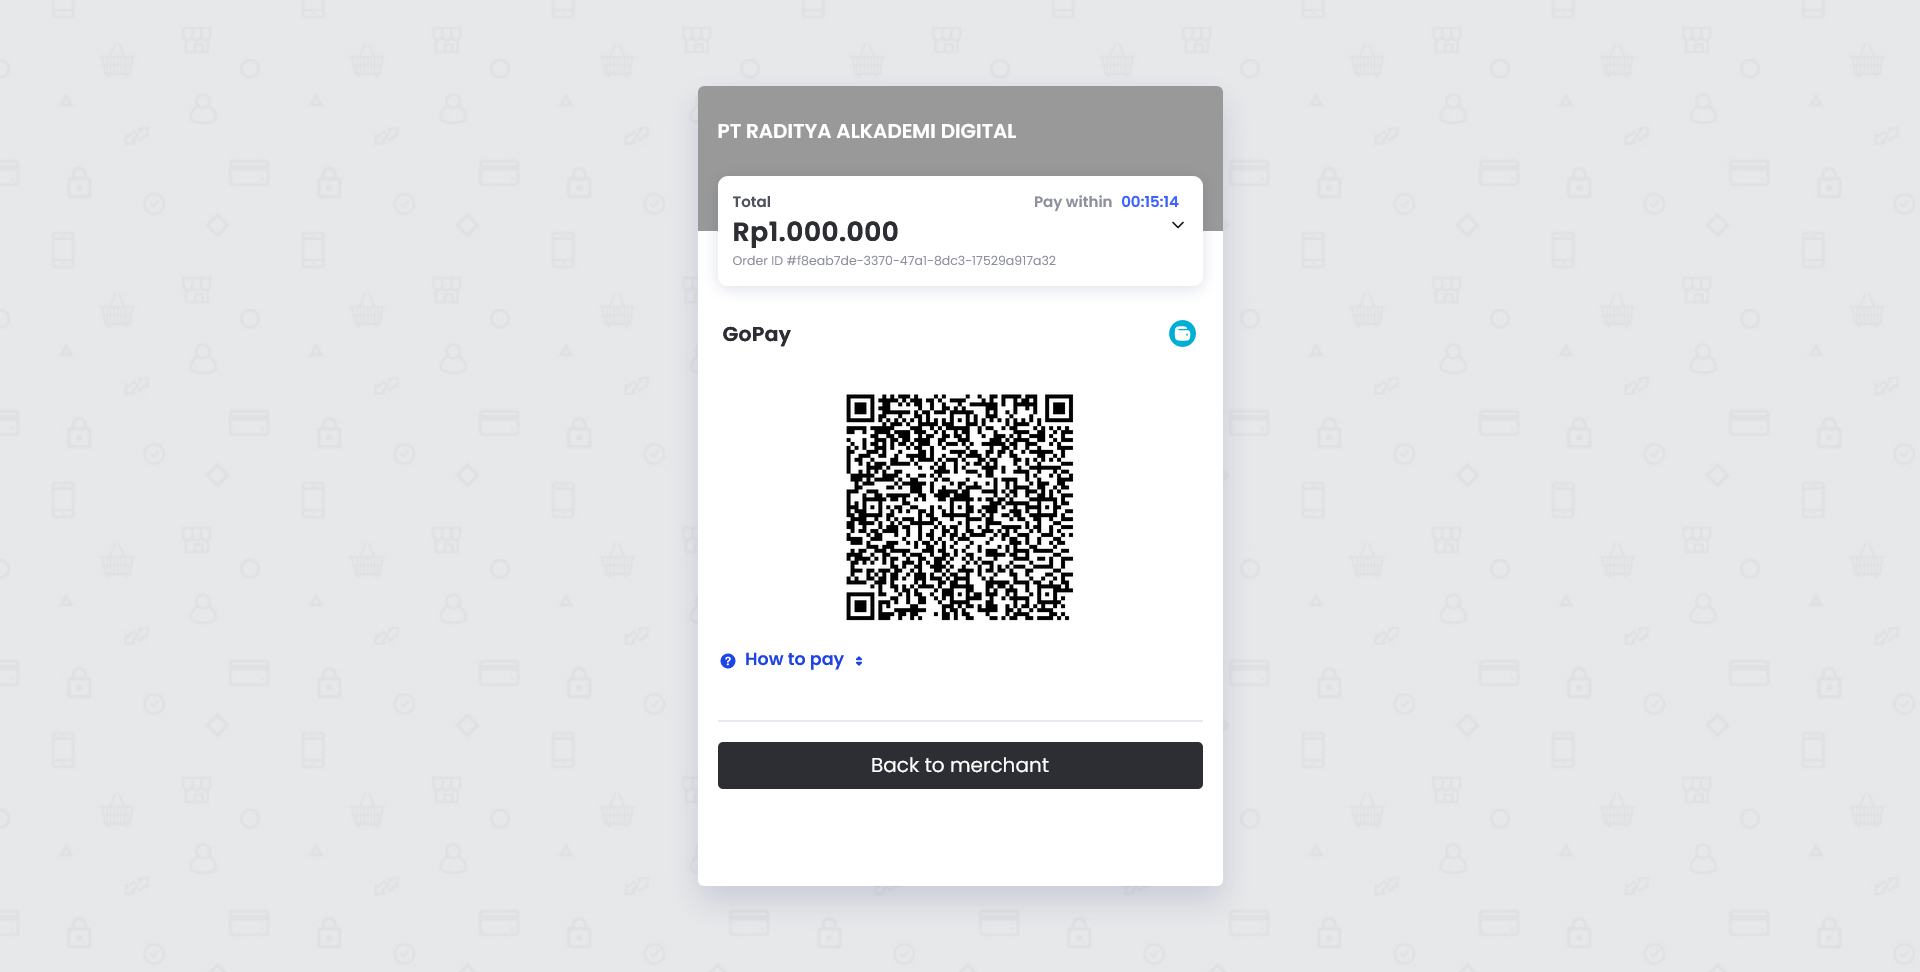 PT RADITYA ALKADEMI DIGITAL
Total
Pay within 00:15:14
Rp1.000.000
Order ID #f8eab7de-3370-47a1-8dc3-17529a917a32
GoPay
How to pay
Back to merchant